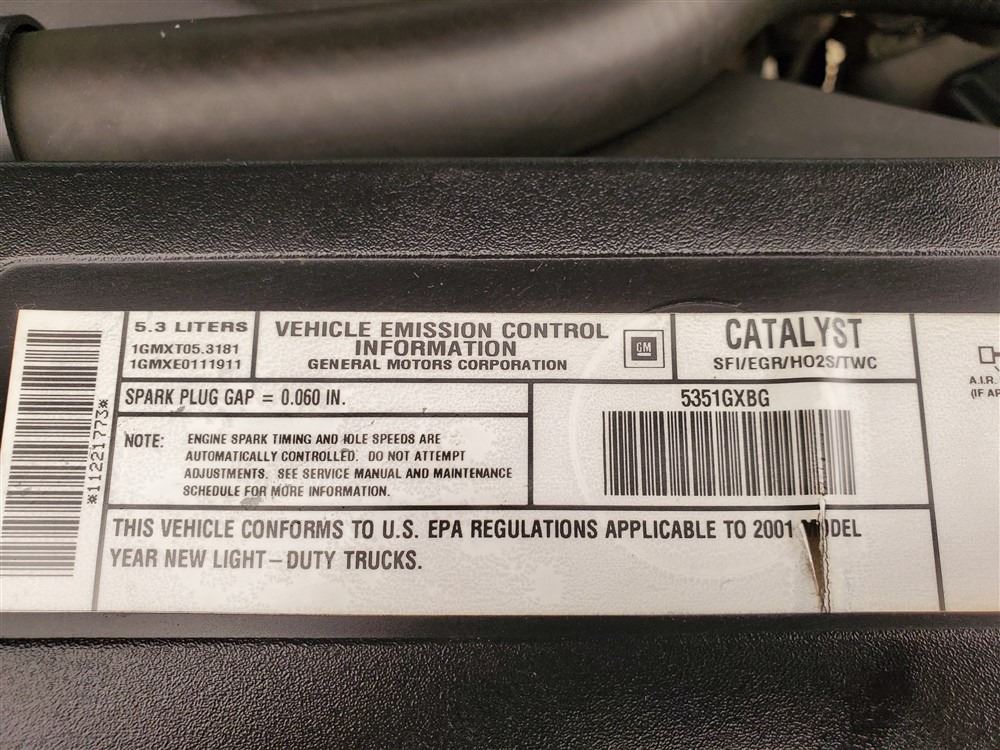 *11221773*
5.3 LITERS
1GMXT05.3181
1GMXE0111911
VEHICLE EMISSION CONTROL
INFORMATION
GENERAL MOTORS CORPORATION
GM
CATALYST
SFI/EGR/HO2S/TWC
SPARK PLUG GAP = 0.060 IN.
5351GXBG
NOTE: ENGINE SPARK TIMING AND IDLE SPEEDS ARE
AUTOMATICALLY CONTROLLED. DO NOT ATTEMPT
ADJUSTMENTS. SEE SERVICE MANUAL AND MAINTENANCE
SCHEDULE FOR MORE INFORMATION.
THIS VEHICLE CONFORMS TO U.S. EPA REGULATIONS APPLICABLE TO 2001 MODEL
YEAR NEW LIGHT-DUTY TRUCKS.
A.I.R.
(IF